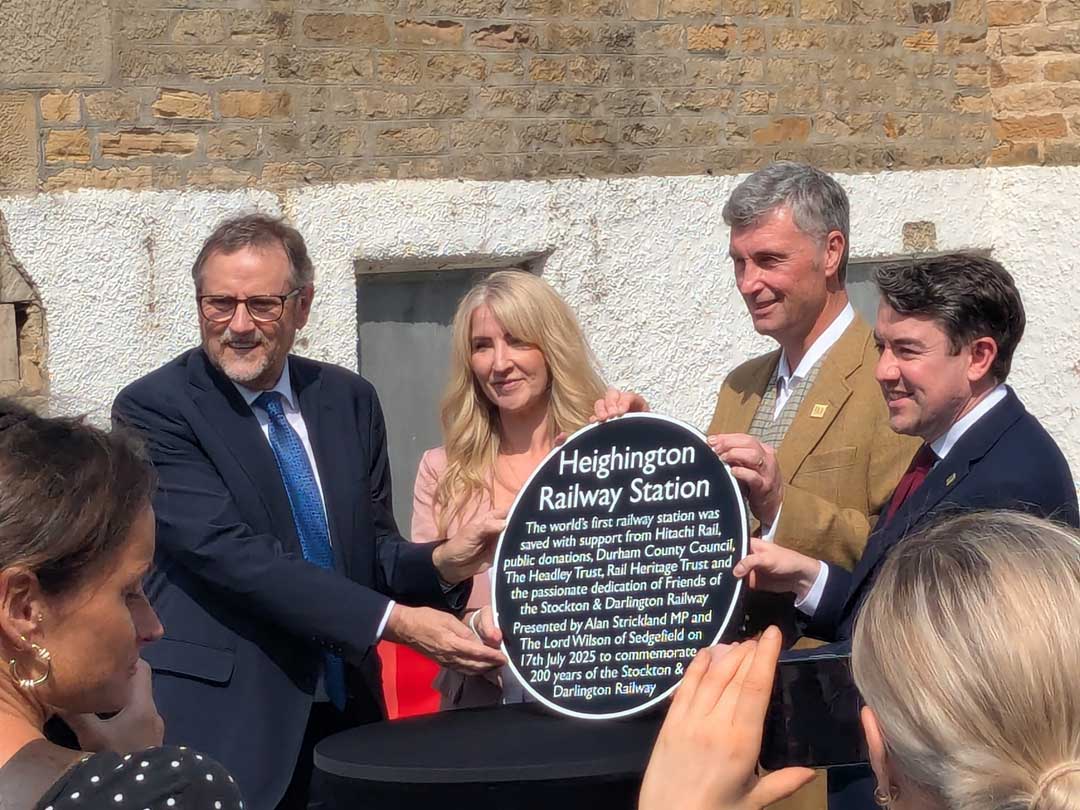 Heighington
Railway Station
The world's first railway station was
saved with support from Hitachi Rail,
public donations, Durham County Council,
The Headley Trust, Rail Heritage Trust and
the passionate dedication of Friends of
the Stockton & Darlington Railway
Presented by Alan Strickland MP and
The Lord Wilson of Sedgefield on
17th July 2025 to commemorate
200 years of the Stockton &
Darlington Railway